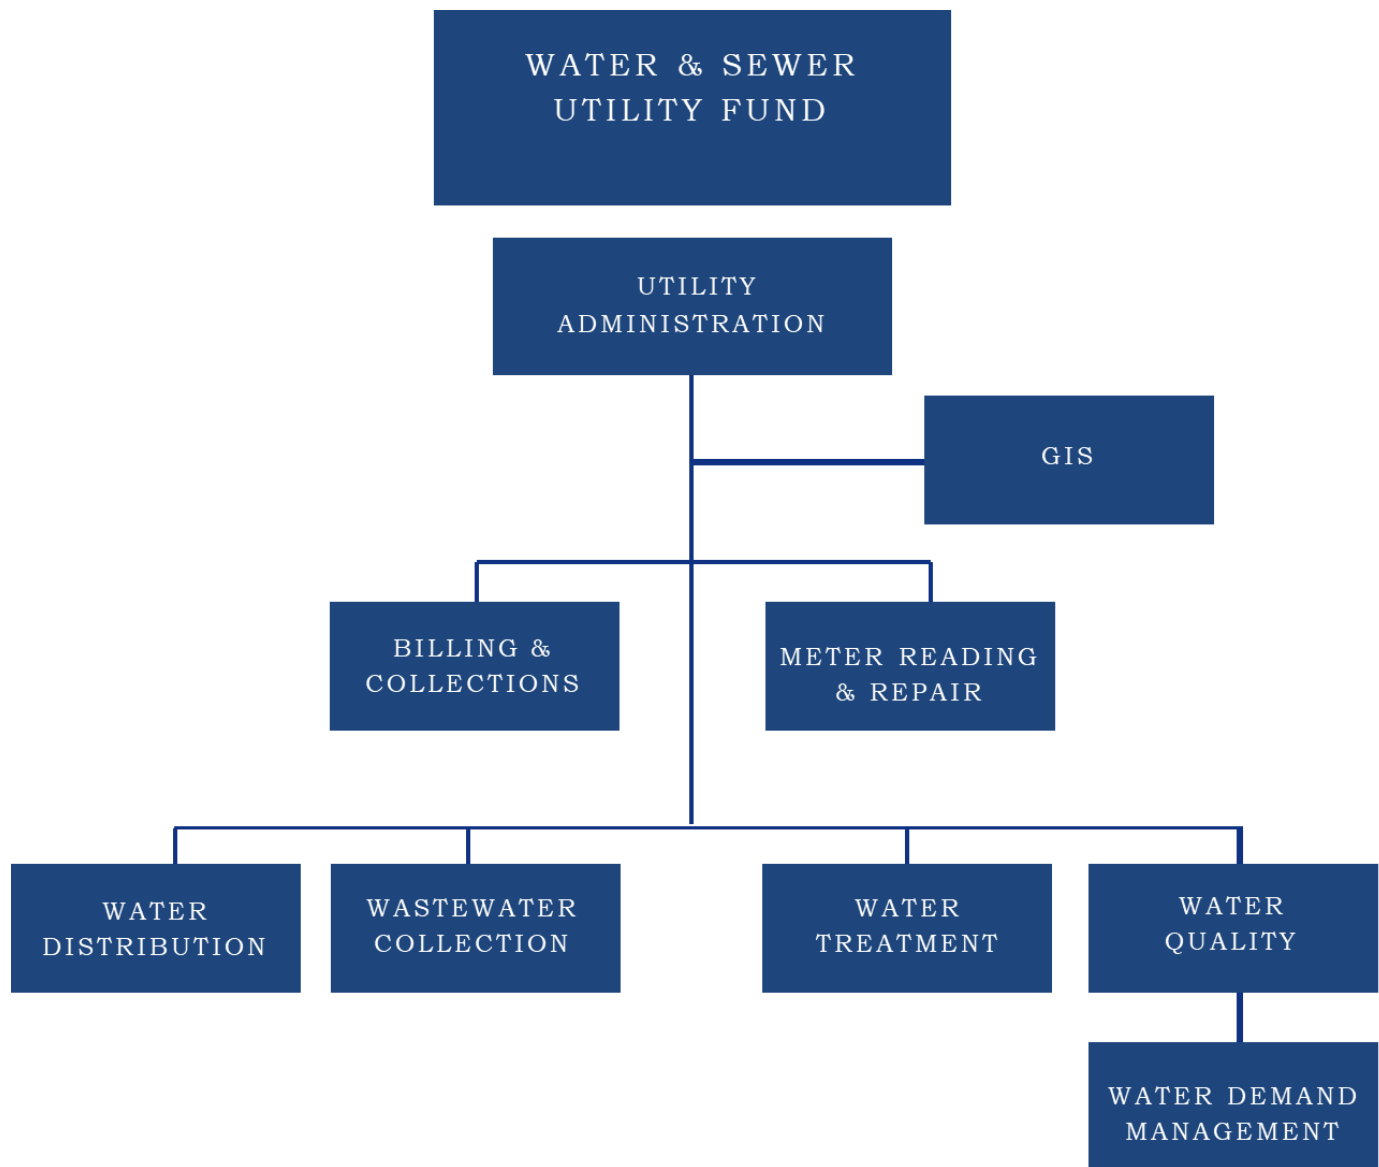 WATER & SEWER
UTILITY FUND
UTILITY
ADMINISTRATION
GIS
BILLING &
COLLECTIONS
METER READING
& REPAIR
WATER
DISTRIBUTION
WASTEWATER
COLLECTION
WATER
TREATMENT
WATER
QUALITY
WATER DEMAND
MANAGEMENT